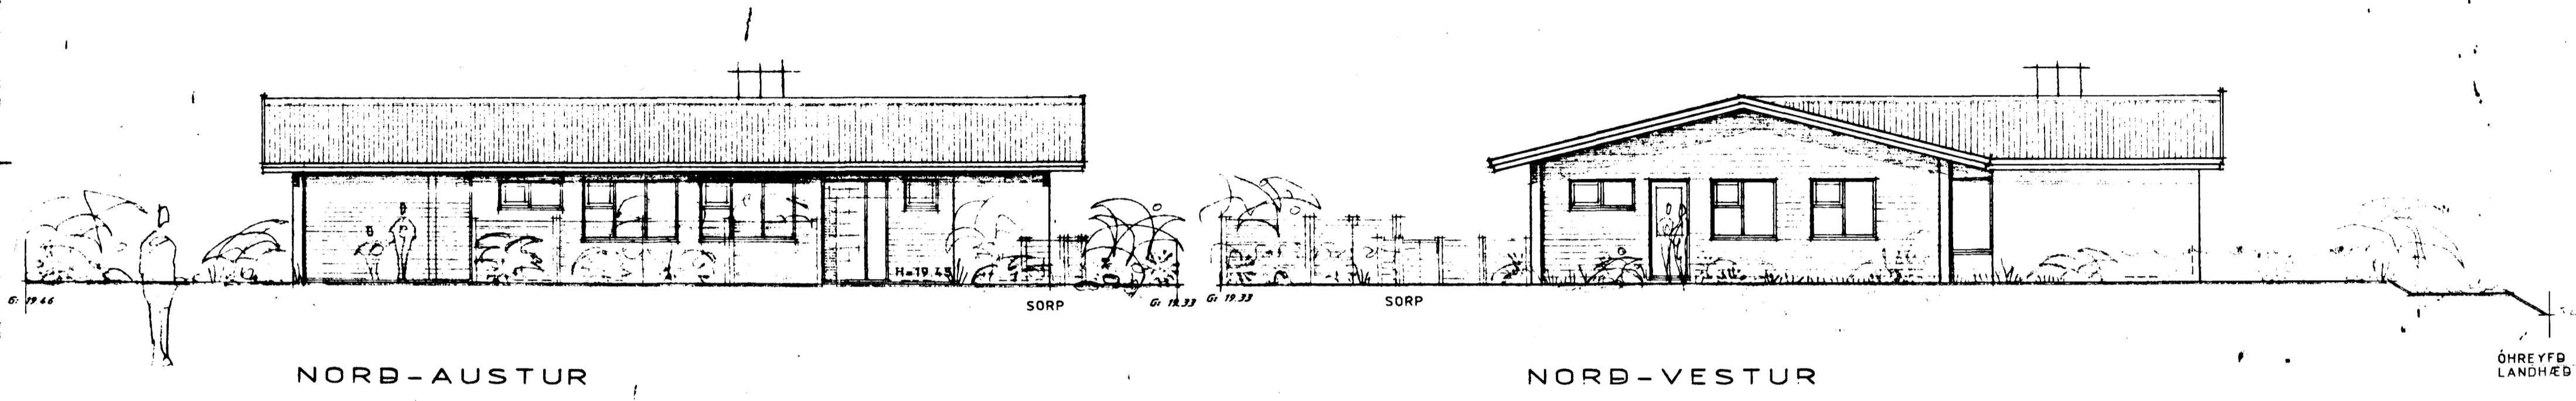 H=19.45
G: 19.46
SORP
G: 19.33
G: 19.33
SORP
NORÐ-AUSTUR
NORÐ-VESTUR
ÓHREYFÐ
LANDHÆÐ